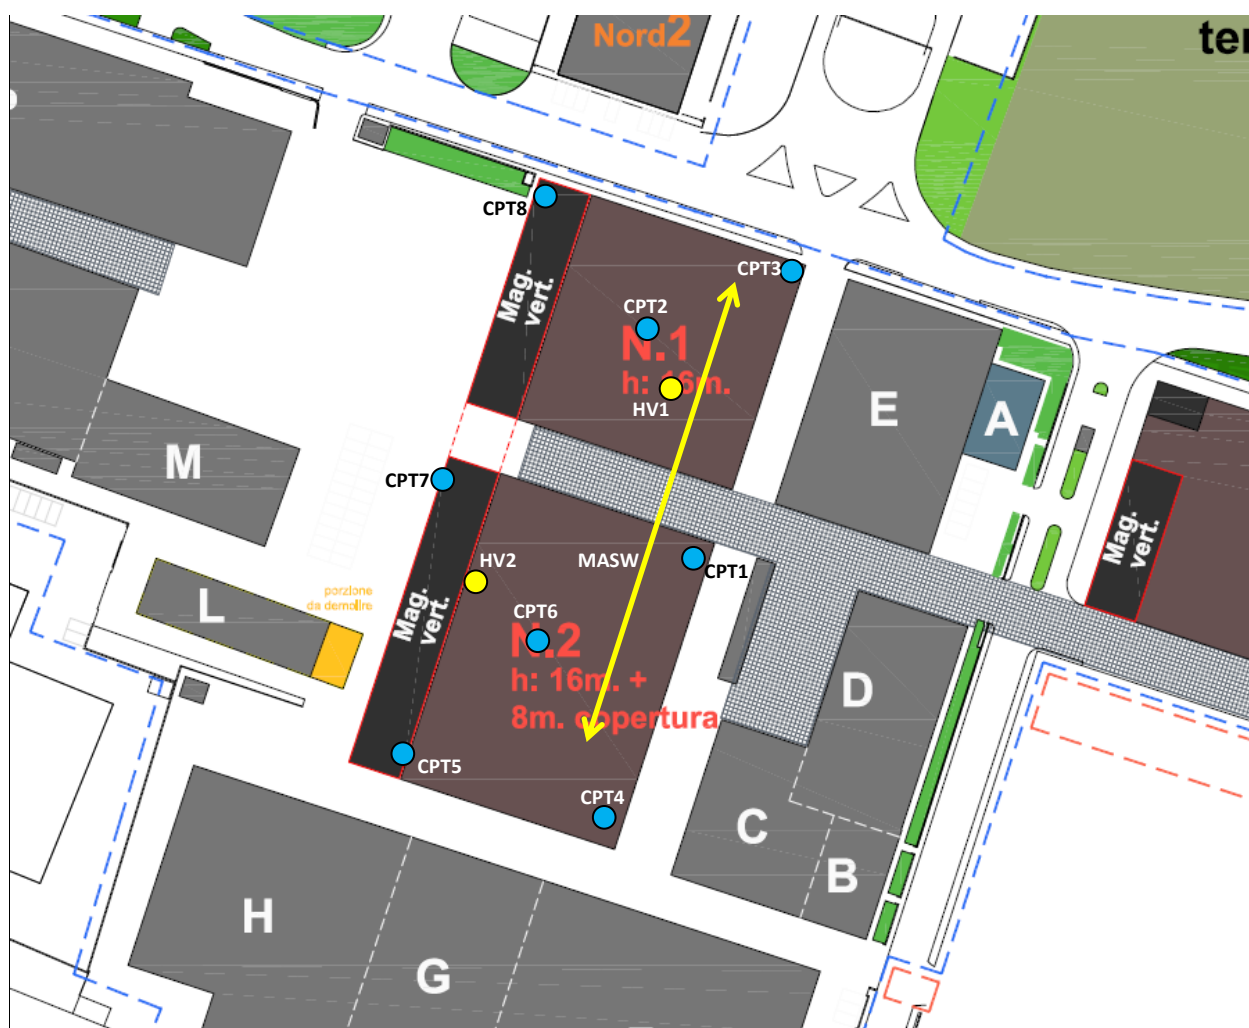 Nord2
ter
CPT8
Mag.
vert.
CPT3
CPT2
N.1
h: 16m.
HV1
E
A
M
CPT7
Mag.
vert.
HV2
MASW
CPT1
Mag.
vert.
L
porzione
da demolire
CPT6
N.2
h: 16m. +
8m. copertura
D
CPT5
CPT4
C
B
H
G